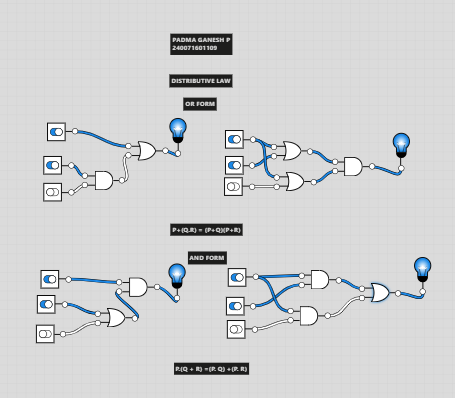 PADMA GANESH P
240071601109
DISTRIBUTIVE LAW
OR FORM
P+(Q.R) = (P+Q)(P+R)
AND FORM
P.(Q + R) =(P. Q) +(P. R)